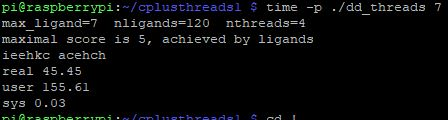 pi@raspberrypi:~/cplusthreads1 $ time -p ./dd_threads 7
max_ligand=7 nligands=120 nthreads=4
maximal score is 5, achieved by ligands
ieehkc acehch
real 45.45
user 155.61
sys 0.03
pi@raspberrypi:~/cplusthreads1 $ cd !